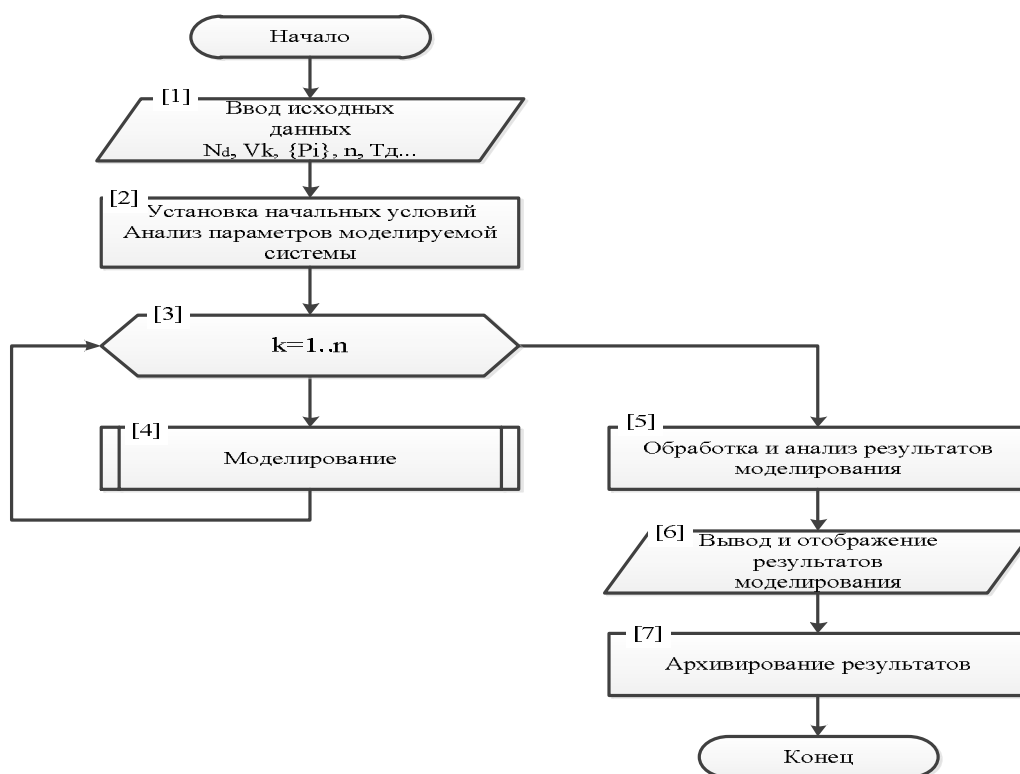 Начало
[1]
Ввод исходных
данных
Nd, Vk, {Pi}, n, Tд...
[2]
Установка начальных условий
Анализ параметров моделируемой
системы
[3]
k=1..n
[4]
Моделирование
[5]
Обработка и анализ результатов
моделирования
[6]
Вывод и отображение
результатов
моделирования
[7]
Архивирование результатов
Конец